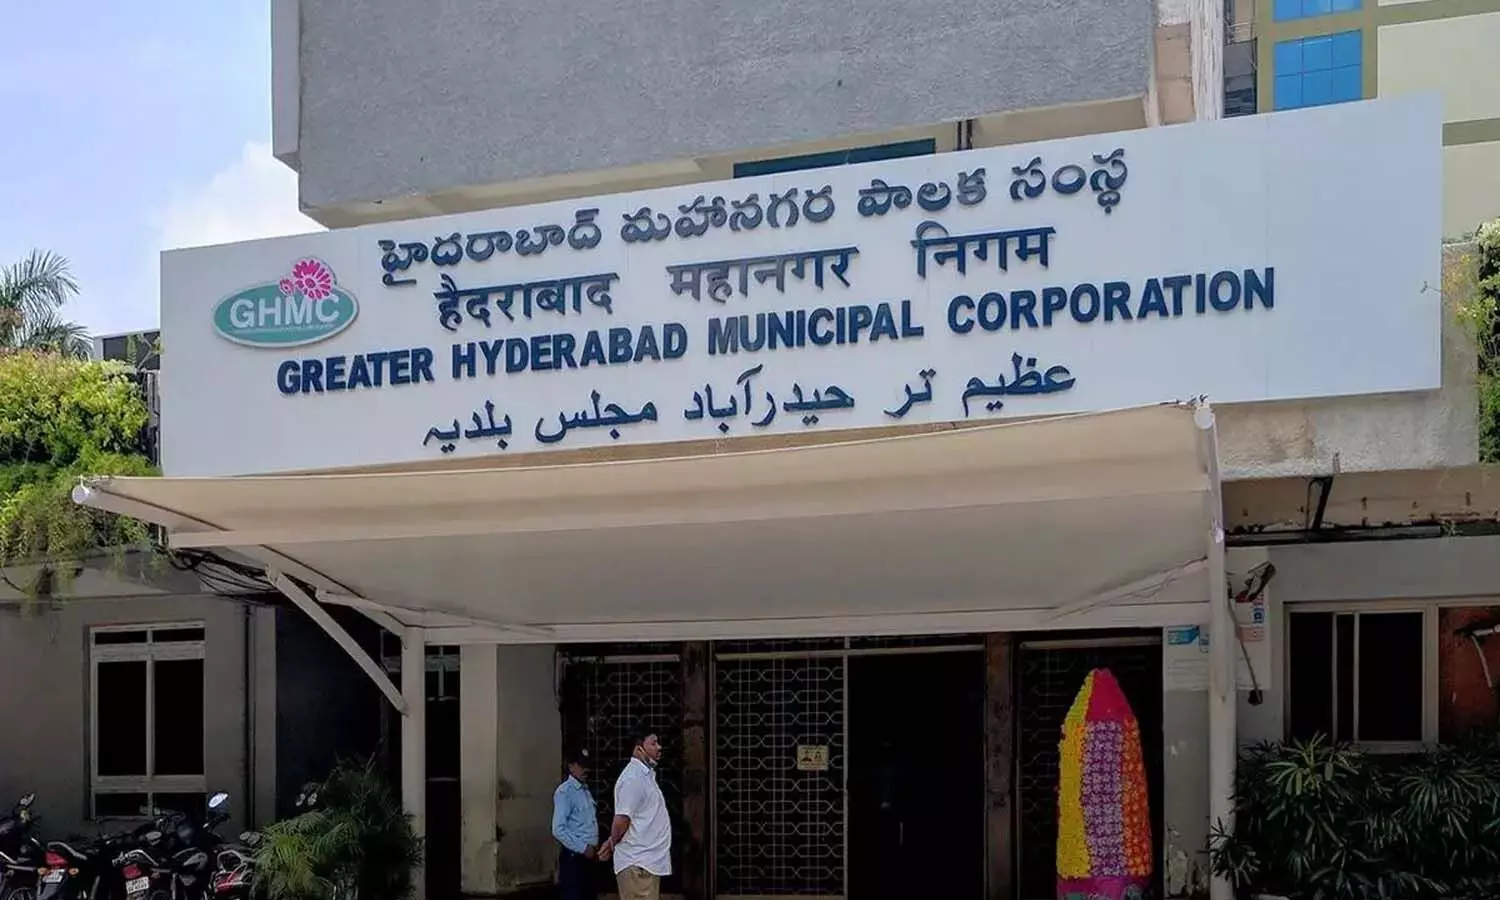 హైదరాబాద్ మహానగర పాలక సంస్థ
हैदराबाद महानगर निगम
GHMC
GREATER HYDERABAD MUNICIPAL CORPORATION
عظیم تر حیدرآباد مجلس بلدیہ